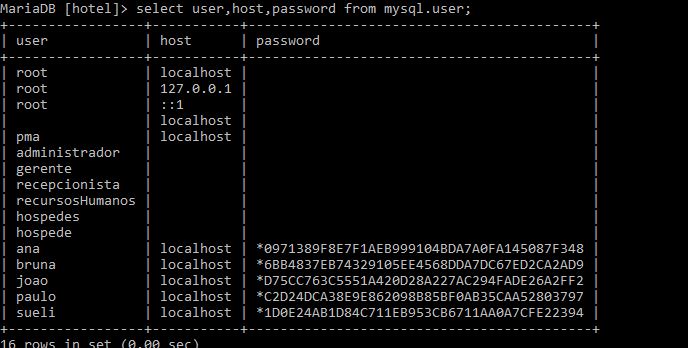 MariaDB [hotel]> select user,host,password from mysql.user;
+----------------+-----------+-------------------------------------------+
| user           | host      | password                                  |
+----------------+-----------+-------------------------------------------+
| root           | localhost |                                           |
| root           | 127.0.0.1 |                                           |
| root           | ::1       |                                           |
|                | localhost |                                           |
| pma            | localhost |                                           |
| administrador  |           |                                           |
| gerente        |           |                                           |
| recepcionista  |           |                                           |
| recursosHumanos |           |                                           |
| hospedes       |           |                                           |
| hospede        |           |                                           |
| ana            | localhost | *0971389F8E7F1AEB999104BDA7A0FA145087F348 |
| bruna          | localhost | *6BB4837EB74329105EE4568DDA7DC67ED2CA2AD9 |
| joao           | localhost | *D75CC763C5551A420D28A227AC294FADE26A2FF2 |
| paulo          | localhost | *C2D24DCA38E9E862098B85BF0AB35CAA52803797 |
| sueli          | localhost | *1D0E24AB1D84C711EB953CB6711AA0A7CFE22394 |
+----------------+-----------+-------------------------------------------+
16 rows in set (0.00 sec)